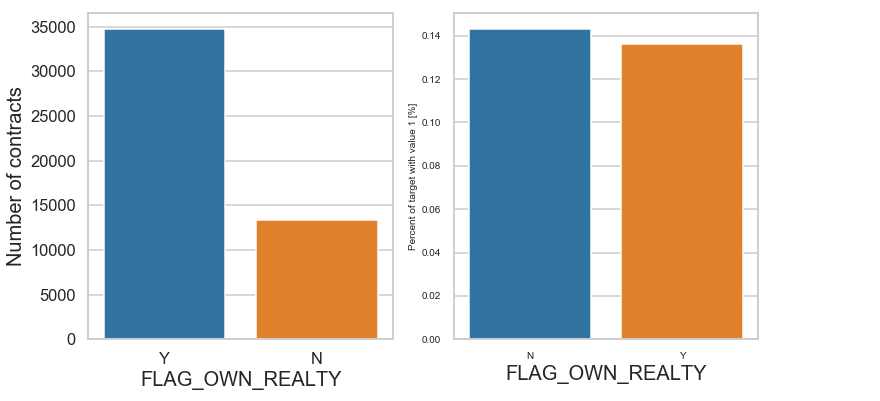 Number of contracts
35000
30000
25000
20000
15000
10000
5000
0
Y N
FLAG_OWN_REALTY
Percent of target with value 1 [%]
0.14
0.12
0.10
0.08
0.06
0.04
0.02
0.00
N Y
FLAG_OWN_REALTY